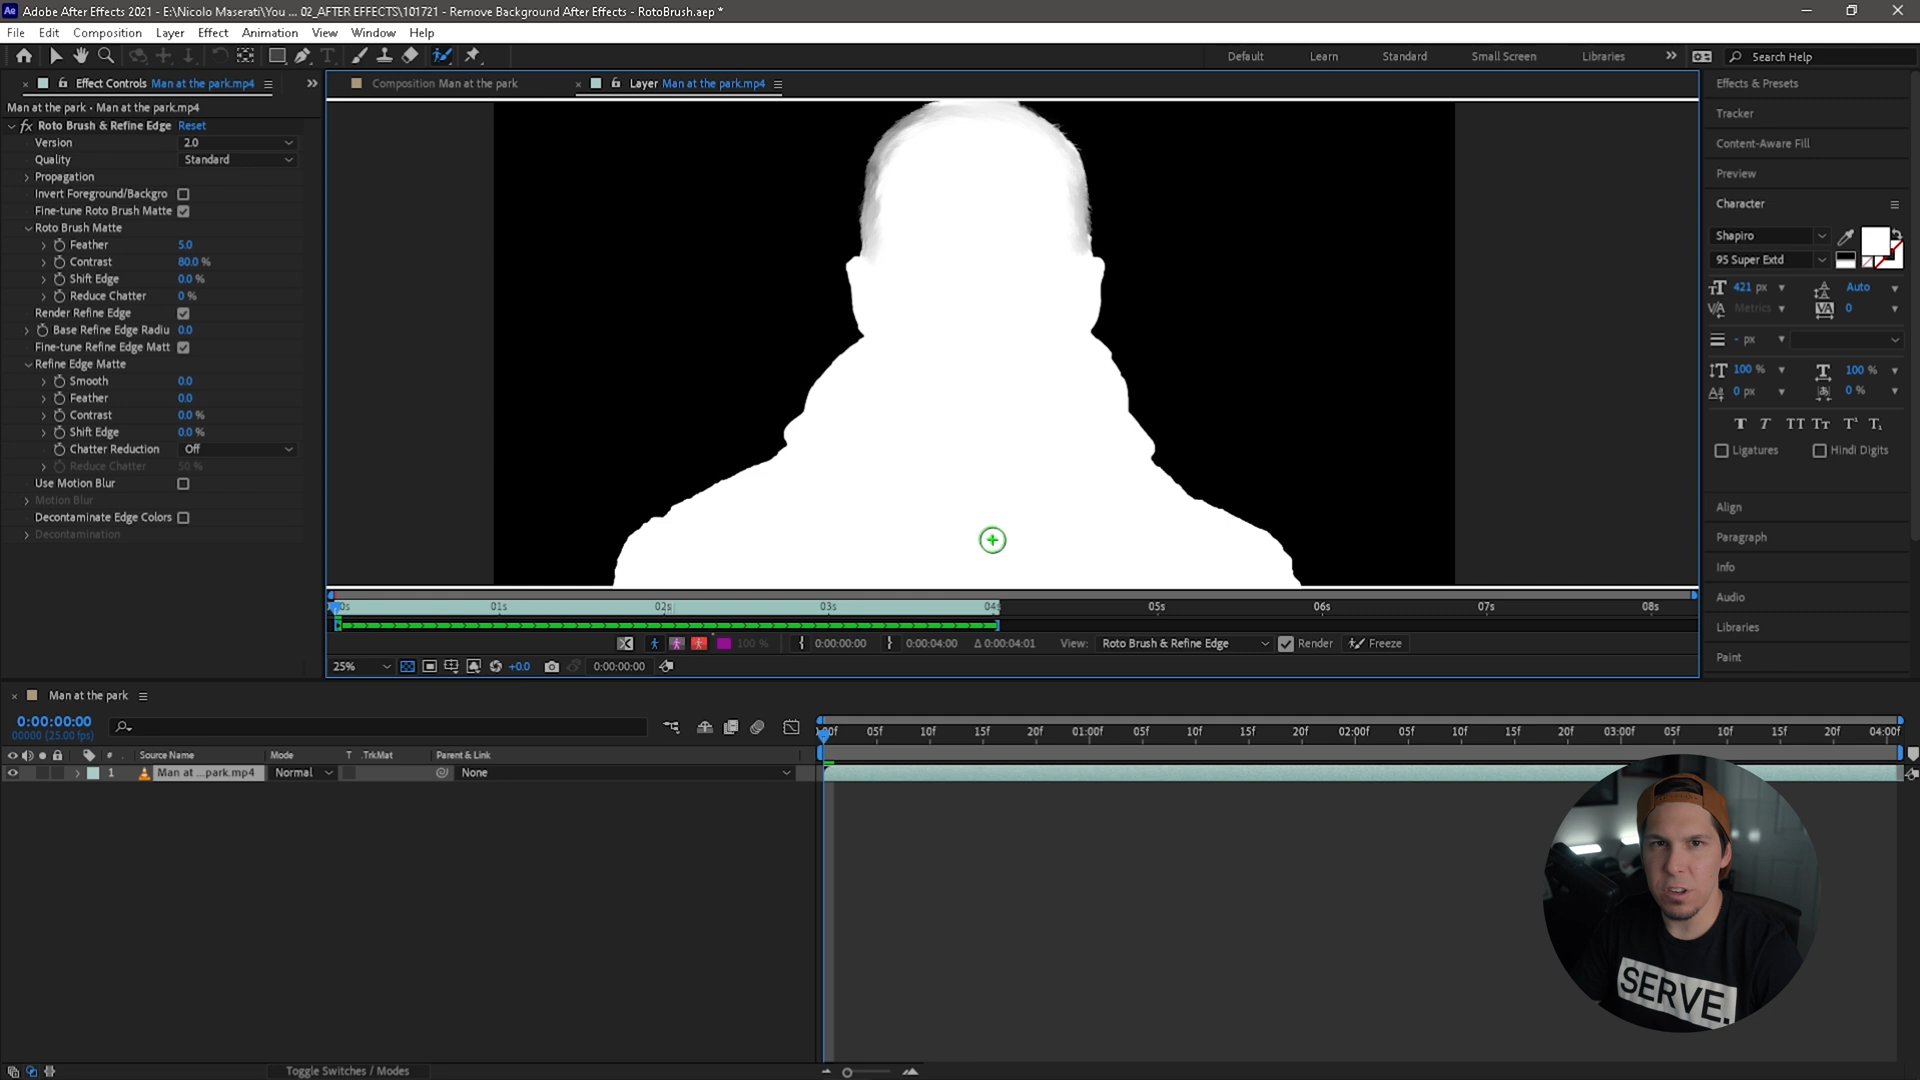 Adobe After Effects 2021 - E:\Nicolo Maserati\You ... 02_AFTER EFFECTS\101721 - Remove Background After Effects - RotoBrush.aep *
File Edit Composition Layer Effect Animation View Window Help
Default Learn Standard Small Screen Libraries Search Help
Effect Controls Man at the park.mp4
Composition Man at the park
Layer Man at the park.mp4
Man at the park • Man at the park.mp4
fx Roto Brush & Refine Edge Reset
Version 2.0
Quality Standard
Propagation
Invert Foreground/Backgro
Fine-tune Roto Brush Matte
Roto Brush Matte
Feather 5.0
Contrast 80.0 %
Shift Edge 0.0 %
Reduce Chatter 0 %
Render Refine Edge
Base Refine Edge Radiu 0.0
Fine-tune Refine Edge Matt
Refine Edge Matte
Smooth 0.0
Feather 0.0
Contrast 0.0 %
Shift Edge 0.0 %
Chatter Reduction Off
Reduce Chatter 50 %
Use Motion Blur
Motion Blur
Decontaminate Edge Colors
Decontamination
Effects & Presets
Tracker
Content-Aware Fill
Preview
Character
Shapiro
95 Super Extd
421 px Auto
Metrics 0
- px
100 % 100 %
0 px 0 %
T T TT Tt T¹ T₁
Ligatures Hindi Digits
Align
Paragraph
Info
Audio
Libraries
Paint
0s 01s 02s 03s 04s 05s 06s 07s 08s
100 % 0:00:00:00 0:00:04:00 Δ 0:00:04:01 View: Roto Brush & Refine Edge Render Freeze
25% +0.0 0:00:00:00
Man at the park
0:00:00:00
00000 (25.00 fps)
:00f 05f 10f 15f 20f 01:00f 05f 10f 15f 20f 02:00f 05f 10f 15f 20f 03:00f 05f 10f 15f 20f 04:00f
# Source Name Mode T .TrkMat Parent & Link
1 Man at ...park.mp4 Normal None
SERVE.
Toggle Switches / Modes